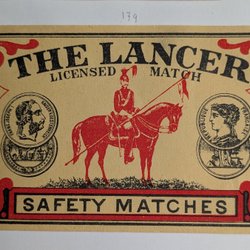 179
THE LANCER
LICENSED MATCH
SAFETY MATCHES